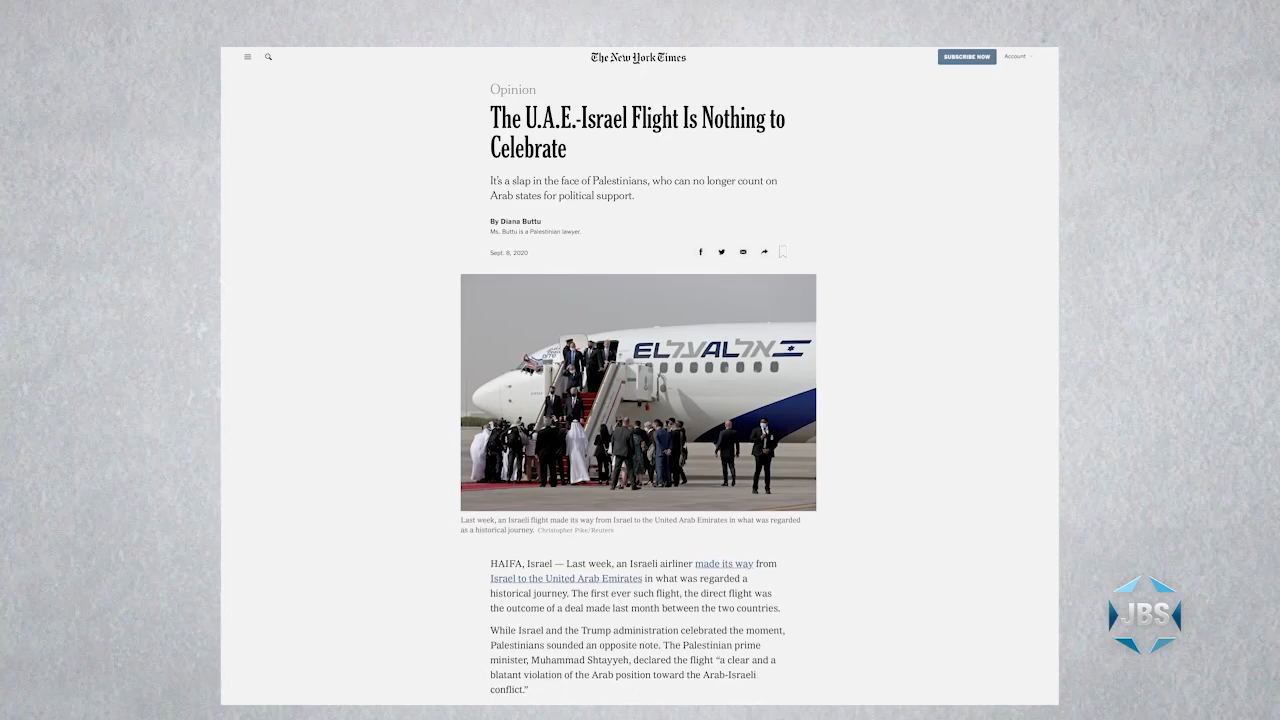 The New York Times
SUBSCRIBE NOW
Account
Opinion
The U.A.E.-Israel Flight Is Nothing to
Celebrate
It's a slap in the face of Palestinians, who can no longer count on
Arab states for political support.
By Diana Buttu
Ms. Buttu is a Palestinian lawyer.
Sept. 8, 2020
ELאלעלAL
Last week, an Israeli flight made its way from Israel to the United Arab Emirates in what was regarded
as a historical journey. Christopher Pike/Reuters
HAIFA, Israel — Last week, an Israeli airliner made its way from
Israel to the United Arab Emirates in what was regarded a
historical journey. The first ever such flight, the direct flight was
the outcome of a deal made last month between the two countries.
While Israel and the Trump administration celebrated the moment,
Palestinians sounded an opposite note. The Palestinian prime
minister, Muhammad Shtayyeh, declared the flight “a clear and a
blatant violation of the Arab position toward the Arab-Israeli
conflict.”
JBS